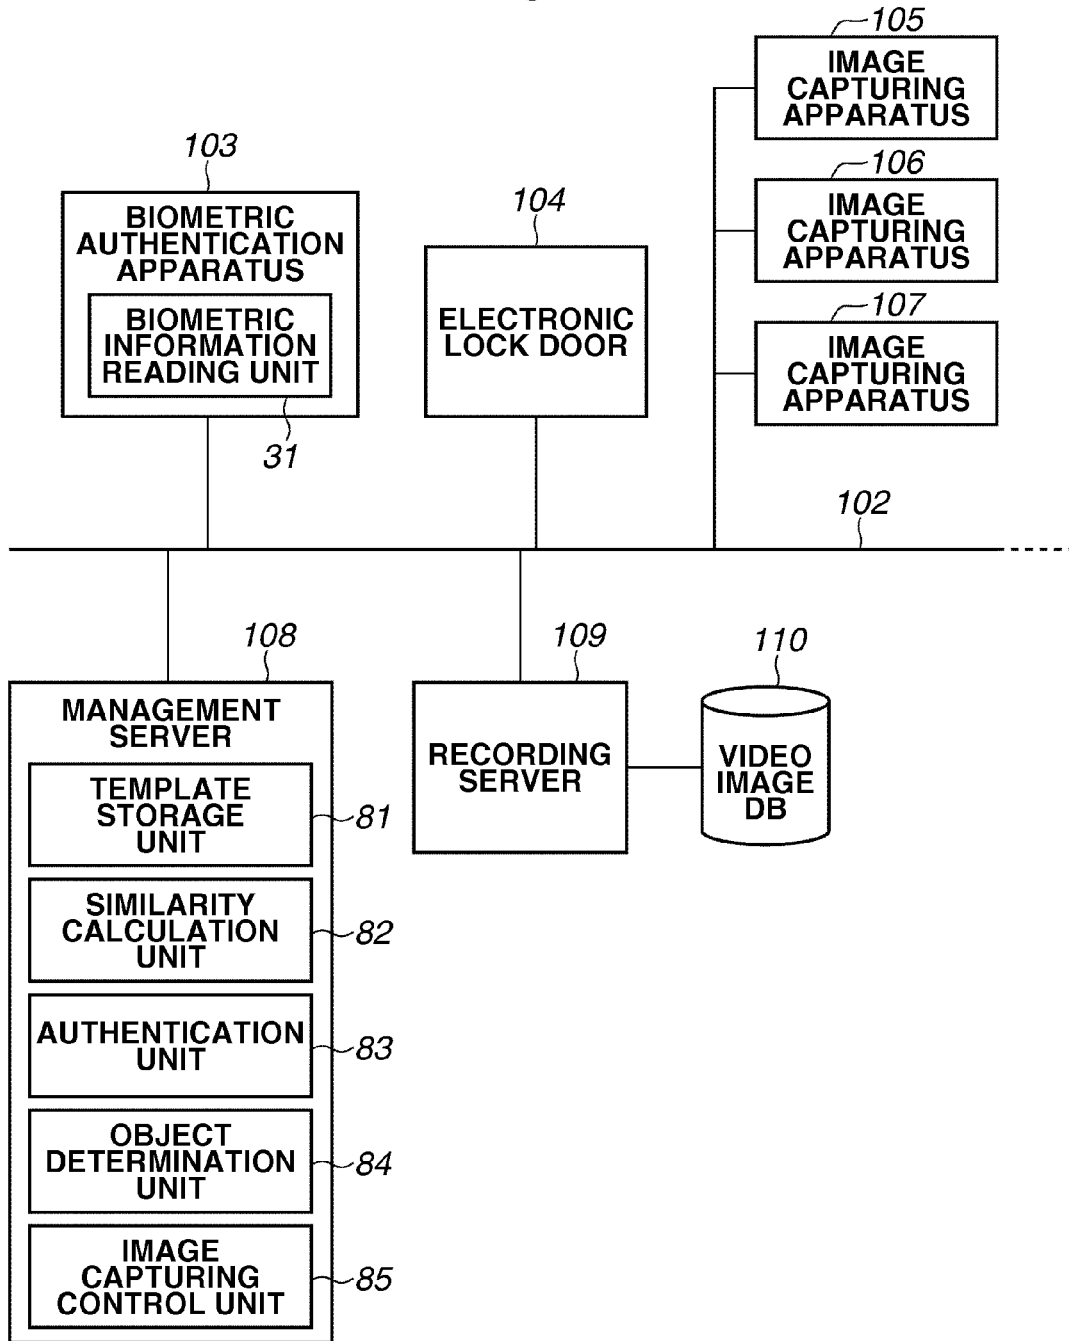 105
IMAGE
CAPTURING
APPARATUS
103
BIOMETRIC
AUTHENTICATION
APPARATUS
BIOMETRIC
INFORMATION
READING UNIT
31
104
ELECTRONIC
LOCK DOOR
106
IMAGE
CAPTURING
APPARATUS
107
IMAGE
CAPTURING
APPARATUS
102
108
MANAGEMENT
SERVER
TEMPLATE
STORAGE
UNIT
81
SIMILARITY
CALCULATION
UNIT
82
AUTHENTICATION
UNIT
83
OBJECT
DETERMINATION
UNIT
84
IMAGE
CAPTURING
CONTROL UNIT
85
109
RECORDING
SERVER
110
VIDEO
IMAGE
DB